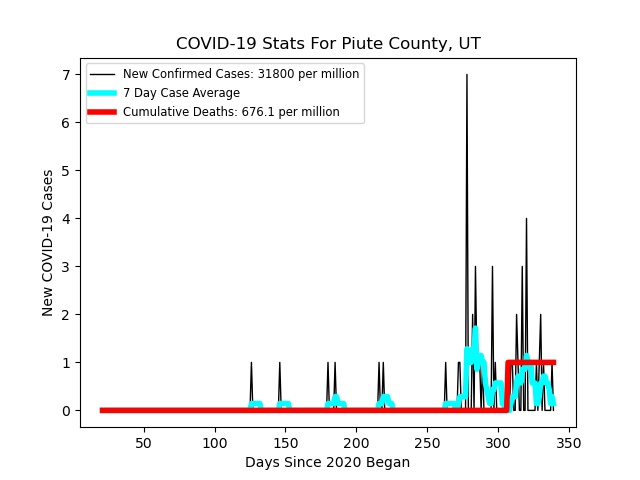 COVID-19 Stats For Piute County, UT
New Confirmed Cases: 31800 per million
7 Day Case Average
Cumulative Deaths: 676.1 per million
New COVID-19 Cases
7
6
5
4
3
2
1
0
50 100 150 200 250 300 350
Days Since 2020 Began